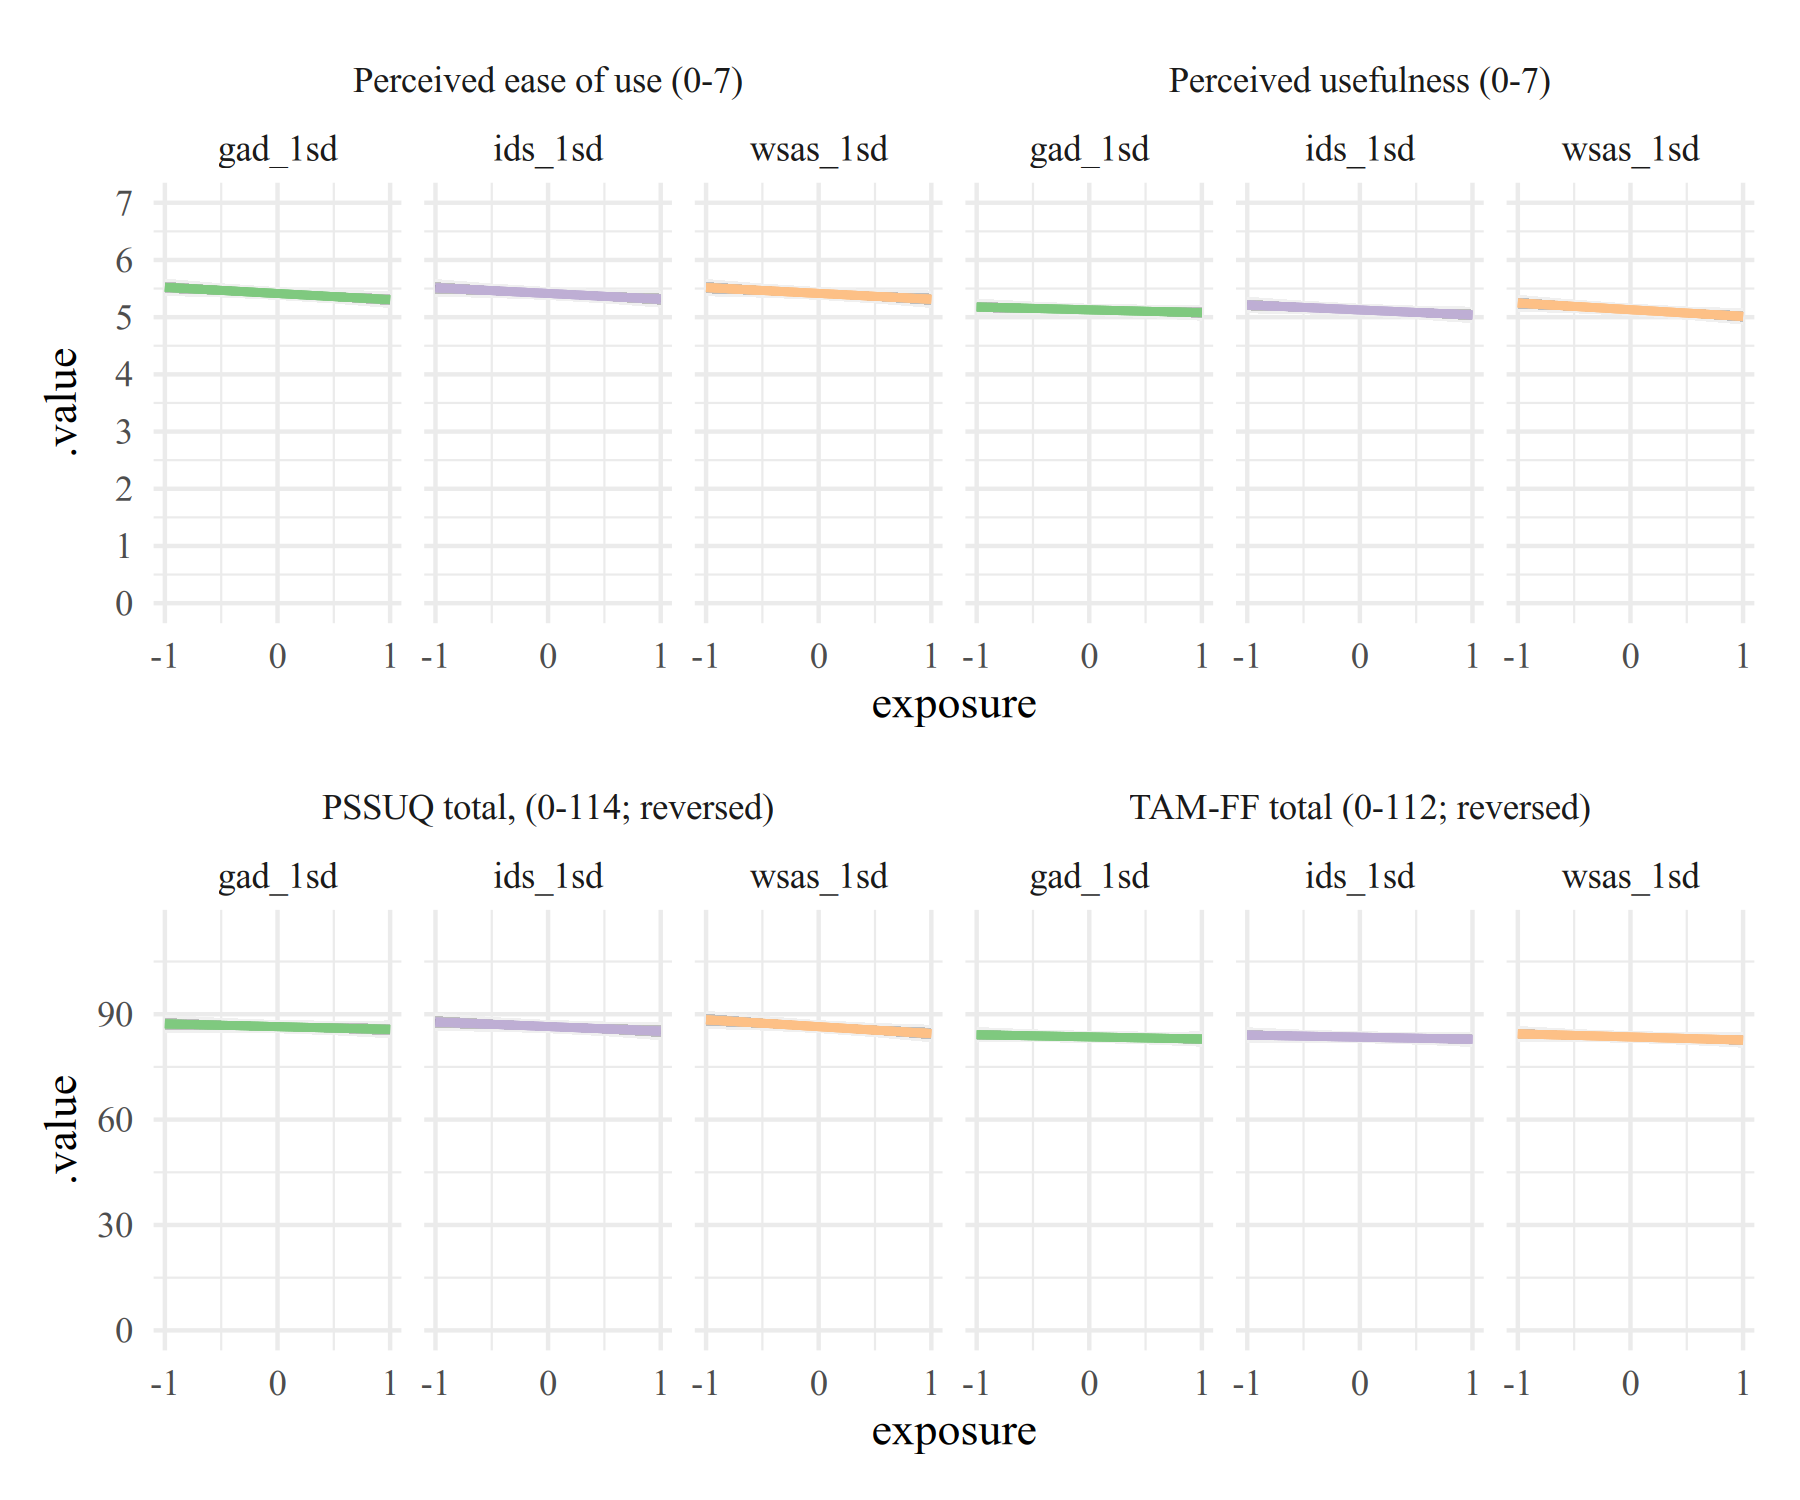 Perceived ease of use (0-7) Perceived usefulness (0-7)
gad_1sd ids_1sd wsas_1sd gad_1sd ids_1sd wsas_1sd
7
6
5
4
3
2
1
0
.value
-1 0 1 -1 0 1 -1 0 1 -1 0 1 -1 0 1 -1 0 1
exposure
PSSUQ total, (0-114; reversed) TAM-FF total (0-112; reversed)
gad_1sd ids_1sd wsas_1sd gad_1sd ids_1sd wsas_1sd
90
60
30
0
.value
-1 0 1 -1 0 1 -1 0 1 -1 0 1 -1 0 1 -1 0 1
exposure